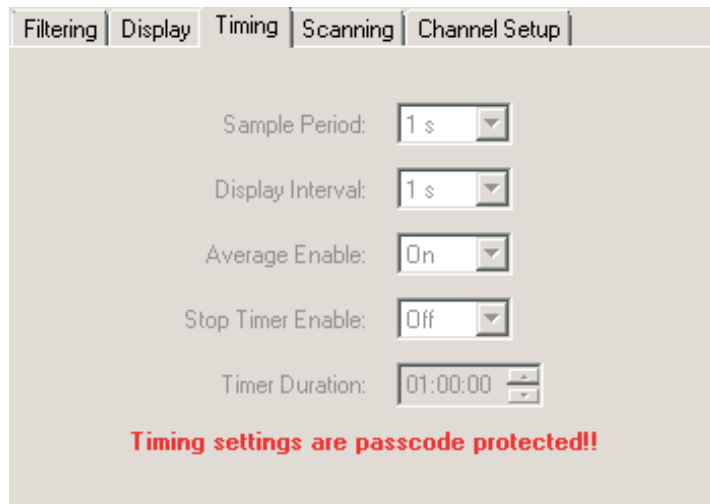 Filtering Display Timing Scanning Channel Setup
Sample Period: 1 s
Display Interval: 1 s
Average Enable: On
Stop Timer Enable: Off
Timer Duration: 01:00:00
Timing settings are passcode protected!!